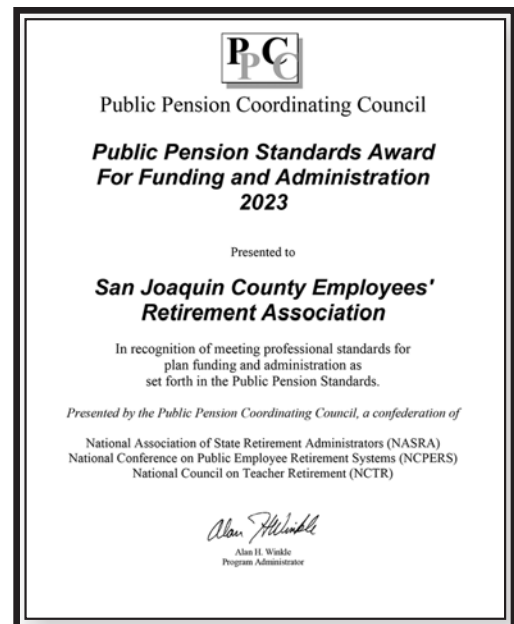 PPCC
Public Pension Coordinating Council
Public Pension Standards Award
For Funding and Administration
2023
Presented to
San Joaquin County Employees'
Retirement Association
In recognition of meeting professional standards for
plan funding and administration as
set forth in the Public Pension Standards.
Presented by the Public Pension Coordinating Council, a confederation of
National Association of State Retirement Administrators (NASRA)
National Conference on Public Employee Retirement Systems (NCPERS)
National Council on Teacher Retirement (NCTR)
Alan H Winkle
Alan H. Winkle
Program Administrator